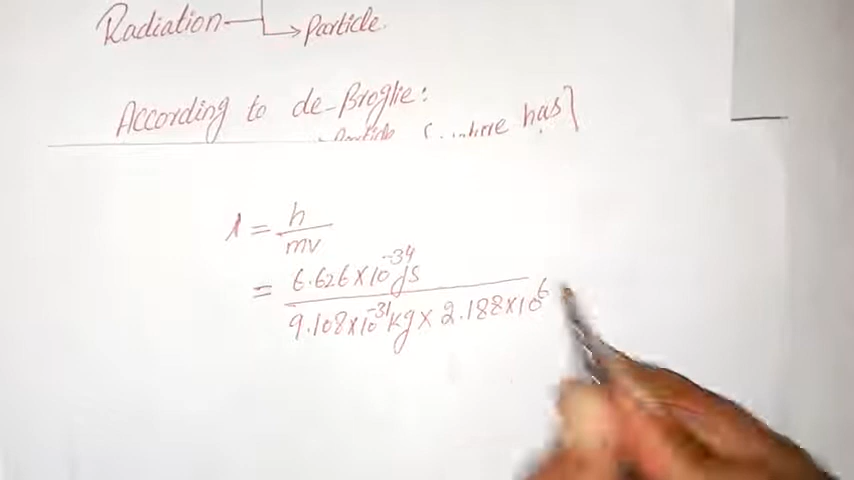 Radiation → Particle.
According to de-Broglie:
has}
λ = h/mv
= 6.626×10⁻³⁴ Js / 9.108×10⁻³¹ kg × 2.188×10⁶